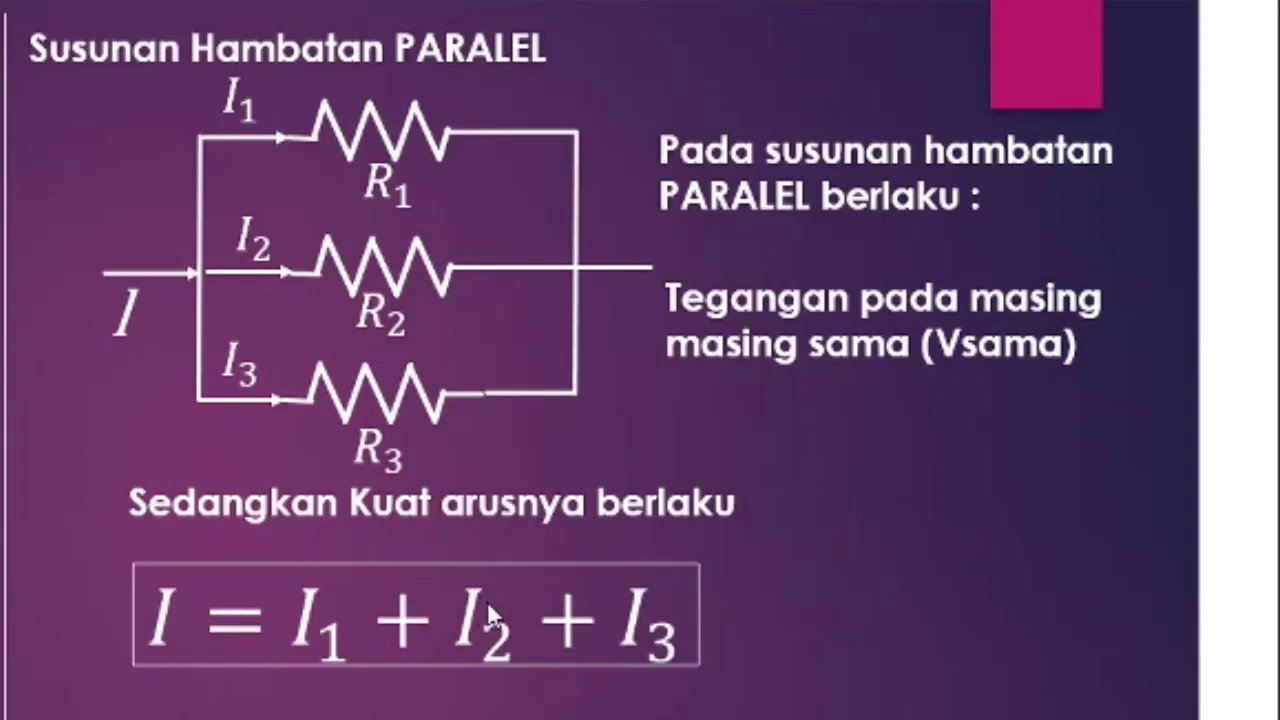 Susunan Hambatan PARALEL
I₁
R₁
Pada susunan hambatan
PARALEL berlaku :
I₂
I
R₂
Tegangan pada masing
masing sama (Vsama)
I₃
R₃
Sedangkan Kuat arusnya berlaku
I = I₁ + I₂ + I₃